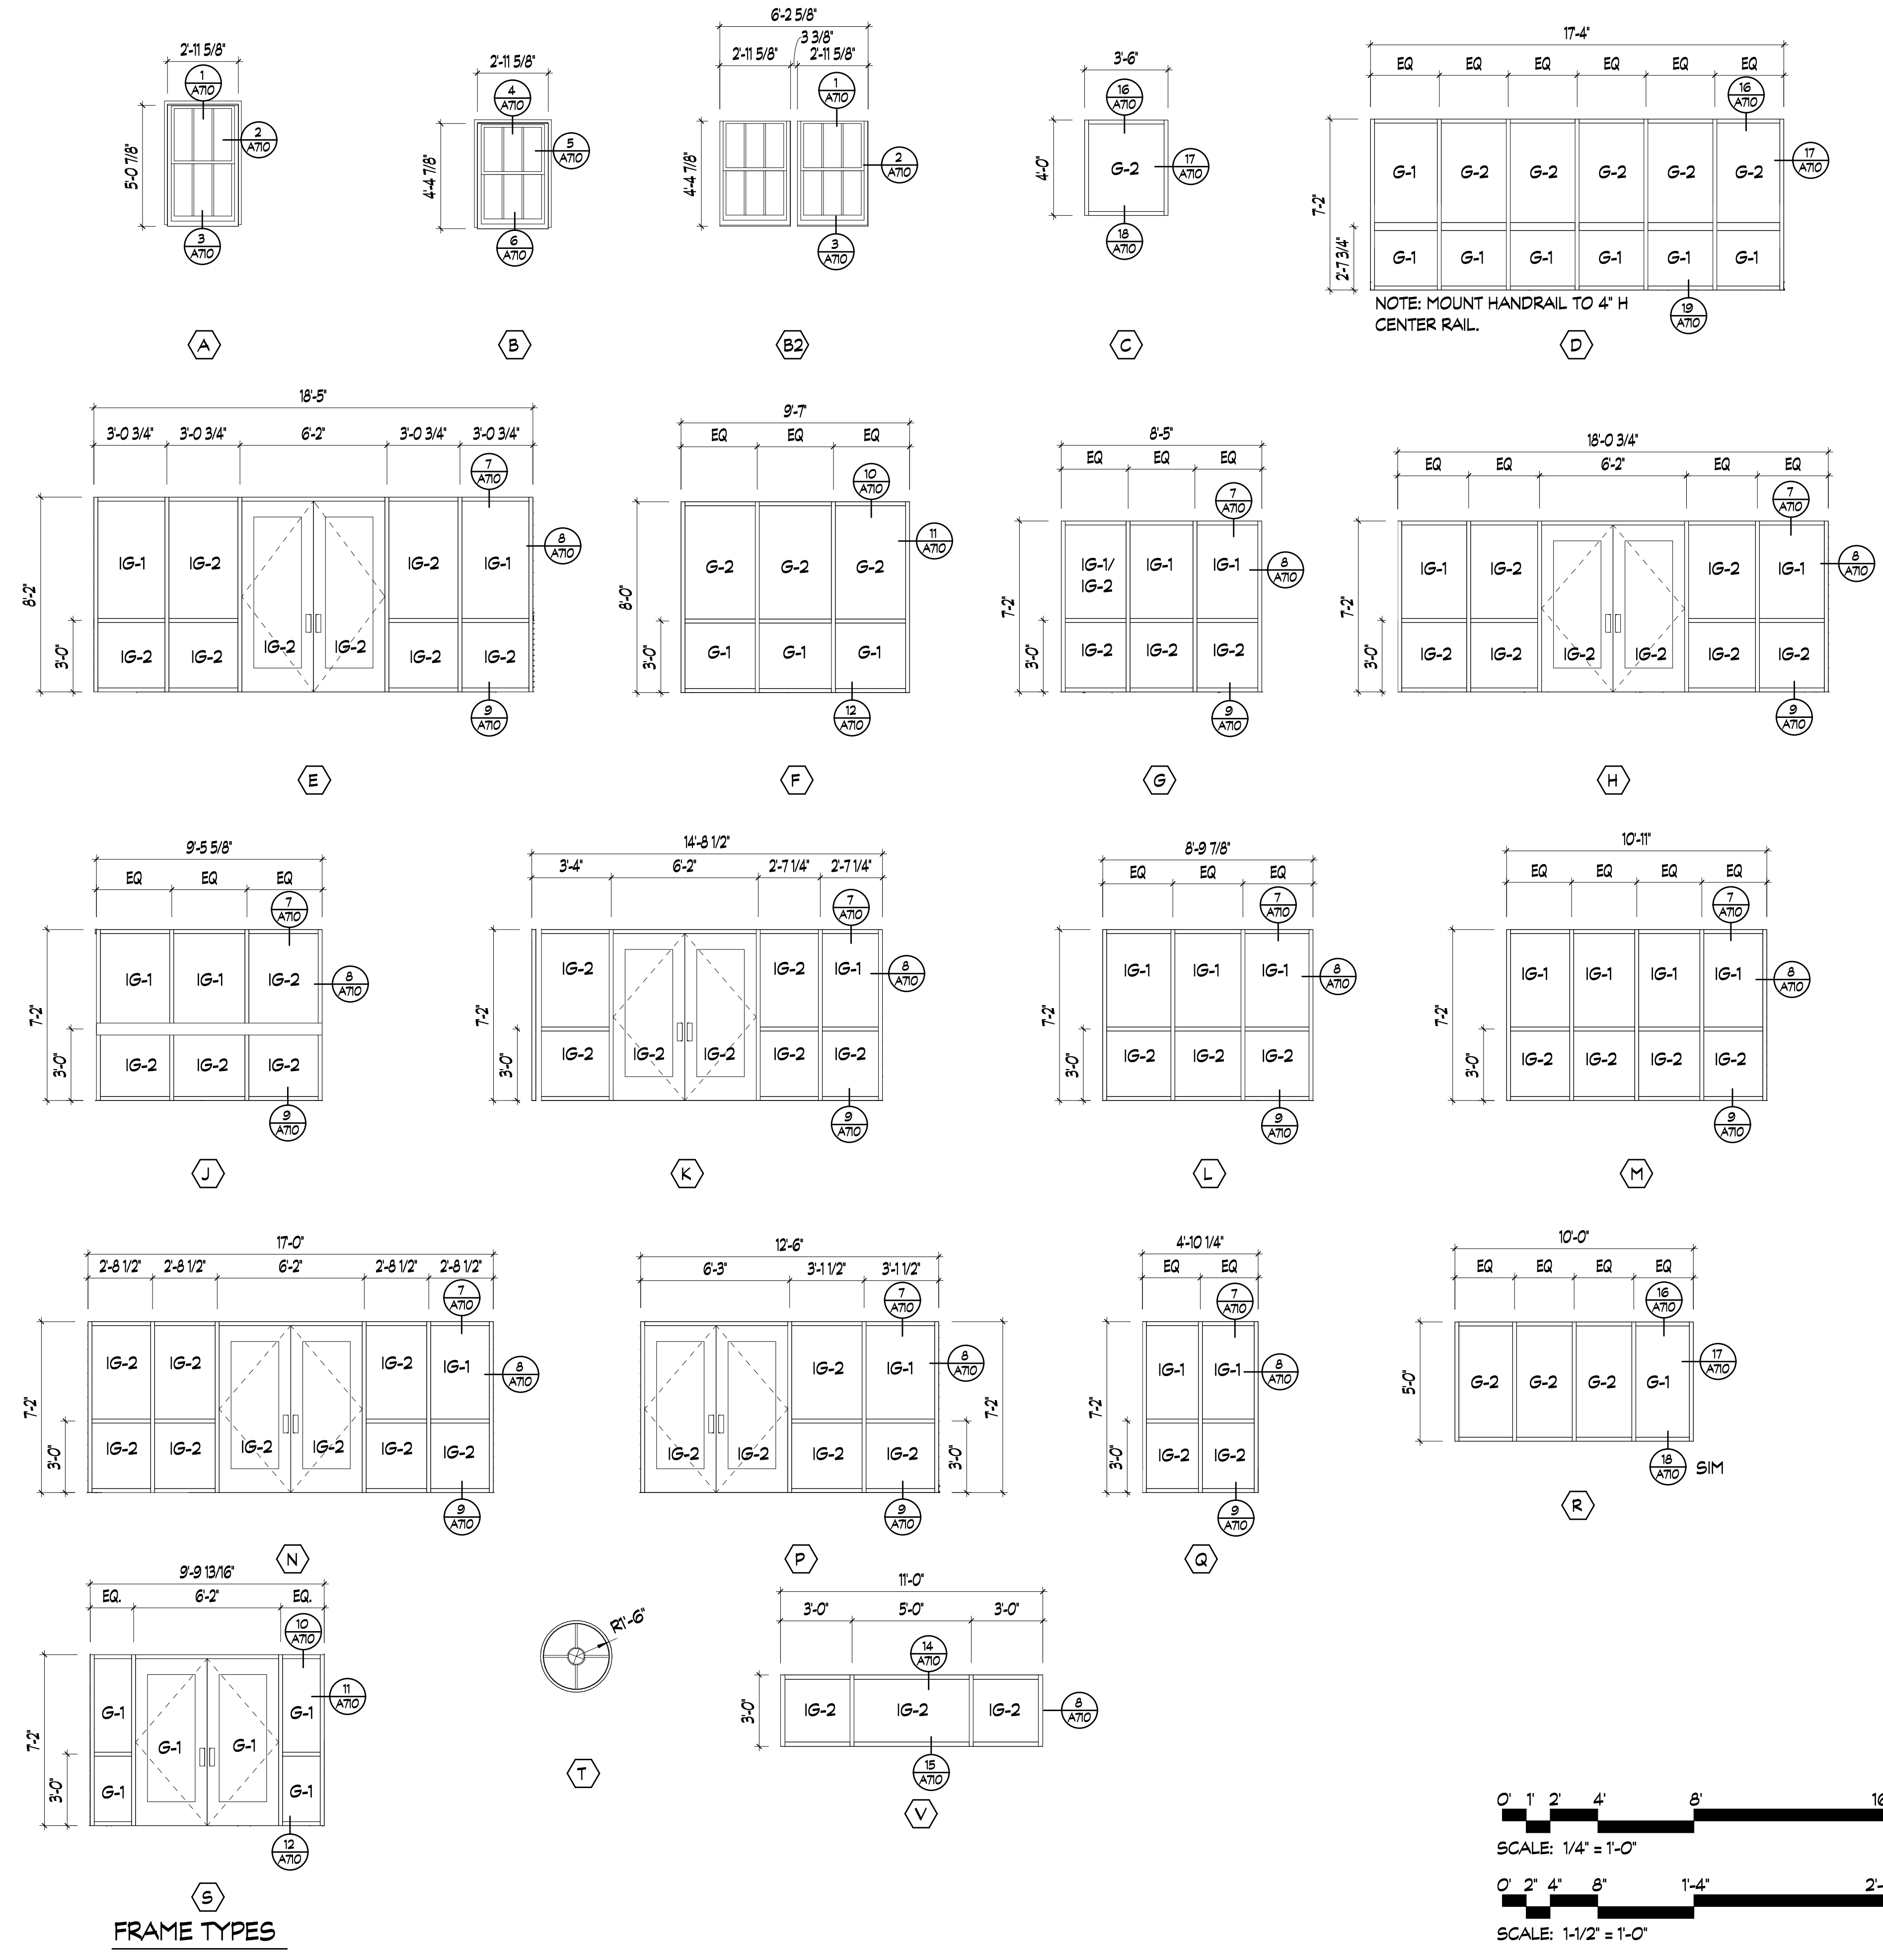 2'-11 5/8"
1
A710
2
A710
5'-0 7/8"
3
A710
A
2'-11 5/8"
4
A710
5
A710
4'-4 7/8"
6
A710
B
6'-2 5/8"
3 3/8"
2'-11 5/8" 2'-11 5/8"
1
A710
2
A710
4'-4 7/8"
3
A710
B2
3'-6"
16
A710
4'-0"
G-2
17
A710
18
A710
C
17'-4"
EQ EQ EQ EQ EQ EQ
16
A710
G-1 G-2 G-2 G-2 G-2 G-2
17
A710
7'-2"
2'-7 3/4"
G-1 G-1 G-1 G-1 G-1 G-1
NOTE: MOUNT HANDRAIL TO 4" H
CENTER RAIL.
19
A710
D
18'-5"
3'-0 3/4" 3'-0 3/4" 6'-2" 3'-0 3/4" 3'-0 3/4"
7
A710
8
A710
IG-1 IG-2 IG-2 IG-1
8'-2"
3'-0"
IG-2 IG-2 IG-2 IG-2 IG-2 IG-2
9
A710
E
9'-7"
EQ EQ EQ
10
A710
11
A710
G-2 G-2 G-2
8'-0"
3'-0"
G-1 G-1 G-1
12
A710
F
8'-5"
EQ EQ EQ
7
A710
IG-1/ IG-1 IG-1
IG-2
8
A710
7'-2"
3'-0"
IG-2 IG-2 IG-2
9
A710
G
18'-0 3/4"
EQ EQ 6'-2" EQ EQ
7
A710
8
A710
IG-1 IG-2 IG-2 IG-1
7'-2"
3'-0"
IG-2 IG-2 IG-2 IG-2 IG-2 IG-2
9
A710
H
9'-5 5/8"
EQ EQ EQ
7
A710
IG-1 IG-1 IG-2
8
A710
7'-2"
3'-0"
IG-2 IG-2 IG-2
9
A710
J
14'-8 1/2"
3'-4" 6'-2" 2'-7 1/4" 2'-7 1/4"
7
A710
IG-2 IG-2 IG-1
8
A710
7'-2"
3'-0"
IG-2 IG-2 IG-2 IG-2 IG-2
9
A710
K
8'-9 7/8"
EQ EQ EQ
7
A710
IG-1 IG-1 IG-1
8
A710
7'-2"
3'-0"
IG-2 IG-2 IG-2
9
A710
L
10'-11"
EQ EQ EQ EQ
7
A710
IG-1 IG-1 IG-1 IG-1
8
A710
7'-2"
3'-0"
IG-2 IG-2 IG-2 IG-2
9
A710
M
17'-0"
2'-8 1/2" 2'-8 1/2" 6'-2" 2'-8 1/2" 2'-8 1/2"
7
A710
IG-2 IG-2 IG-2 IG-1
8
A710
7'-2"
3'-0"
IG-2 IG-2 IG-2 IG-2 IG-2 IG-2
9
A710
N
12'-6"
6'-3" 3'-1 1/2" 3'-1 1/2"
7
A710
IG-2 IG-1
8
A710
7'-2"
3'-0"
IG-2 IG-2 IG-2 IG-2
9
A710
P
4'-10 1/4"
EQ EQ
7
A710
IG-1 IG-1
8
A710
7'-2"
3'-0"
IG-2 IG-2
9
A710
Q
10'-0"
EQ EQ EQ EQ
16
A710
17
A710
5'-0"
G-2 G-2 G-2 G-1
18
A710
SIM
R
9'-9 13/16"
EQ. 6'-2" EQ.
10
A710
11
A710
G-1 G-1
G-1 G-1
7'-2"
3'-0"
G-1 G-1
12
A710
S
R1'-6"
T
11'-0"
3'-0" 5'-0" 3'-0"
14
A710
3'-0"
IG-2 IG-2 IG-2
8
A710
15
A710
V
0' 1' 2' 4' 8'
SCALE: 1/4" = 1'-0"
0' 2" 4" 8" 1'-4"
SCALE: 1-1/2" = 1'-0"
FRAME TYPES